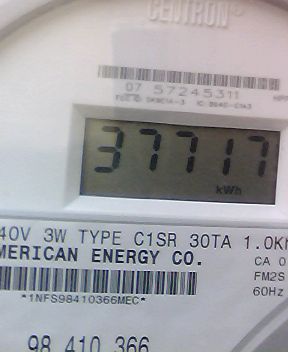 CENTRON®
07 57245311
37717
kWh
40V 3W TYPE C1SR 30TA 1.0Kh
MERICAN ENERGY CO.
CA 0
FM2S
60Hz
*1NFS98410366MEC*
98 410 366